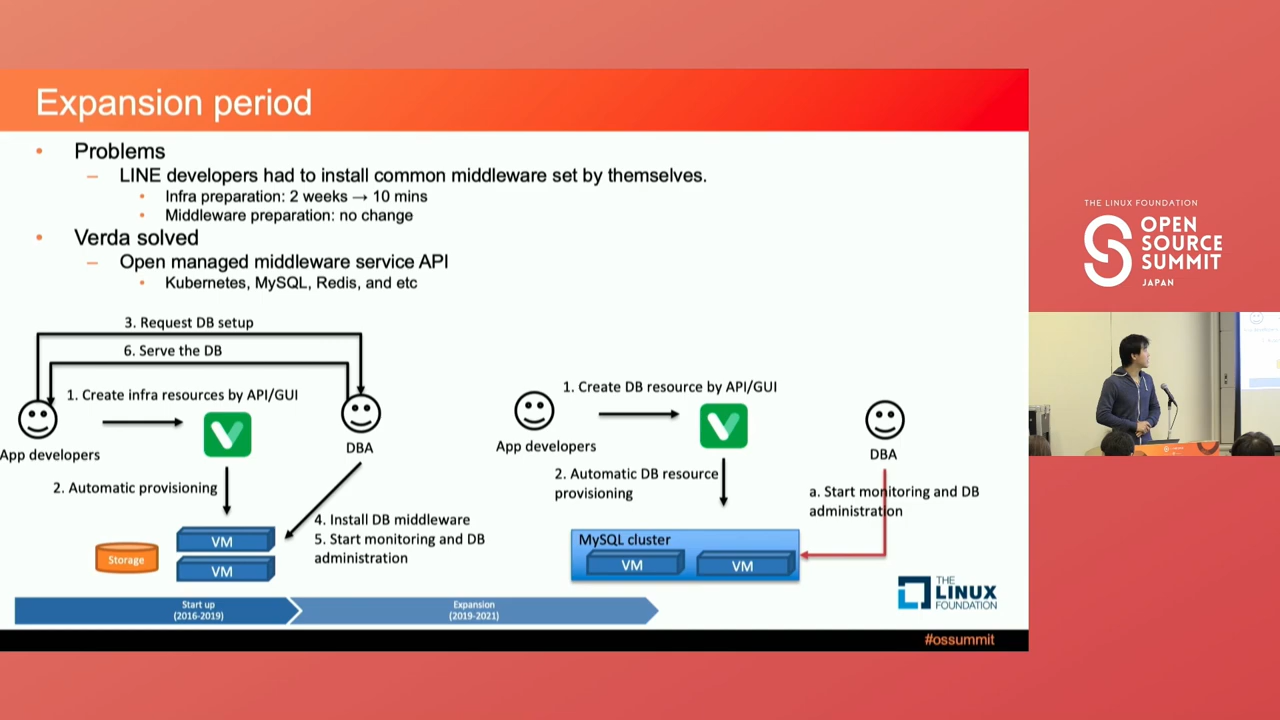 Expansion period
• Problems
– LINE developers had to install common middleware set by themselves.
• Infra preparation: 2 weeks → 10 mins
• Middleware preparation: no change
• Verda solved
– Open managed middleware service API
• Kubernetes, MySQL, Redis, and etc
3. Request DB setup
6. Serve the DB
1. Create infra resources by API/GUI
App developers
DBA
2. Automatic provisioning
4. Install DB middleware
5. Start monitoring and DB
administration
Storage
VM
VM
1. Create DB resource by API/GUI
App developers
DBA
2. Automatic DB resource
provisioning
a. Start monitoring and DB
administration
MySQL cluster
VM
VM
Start up
(2016-2019)
Expansion
(2019-2021)
THE
LINUX
FOUNDATION
#ossummit
THE LINUX FOUNDATION
OPEN
SOURCE
SUMMIT
JAPAN